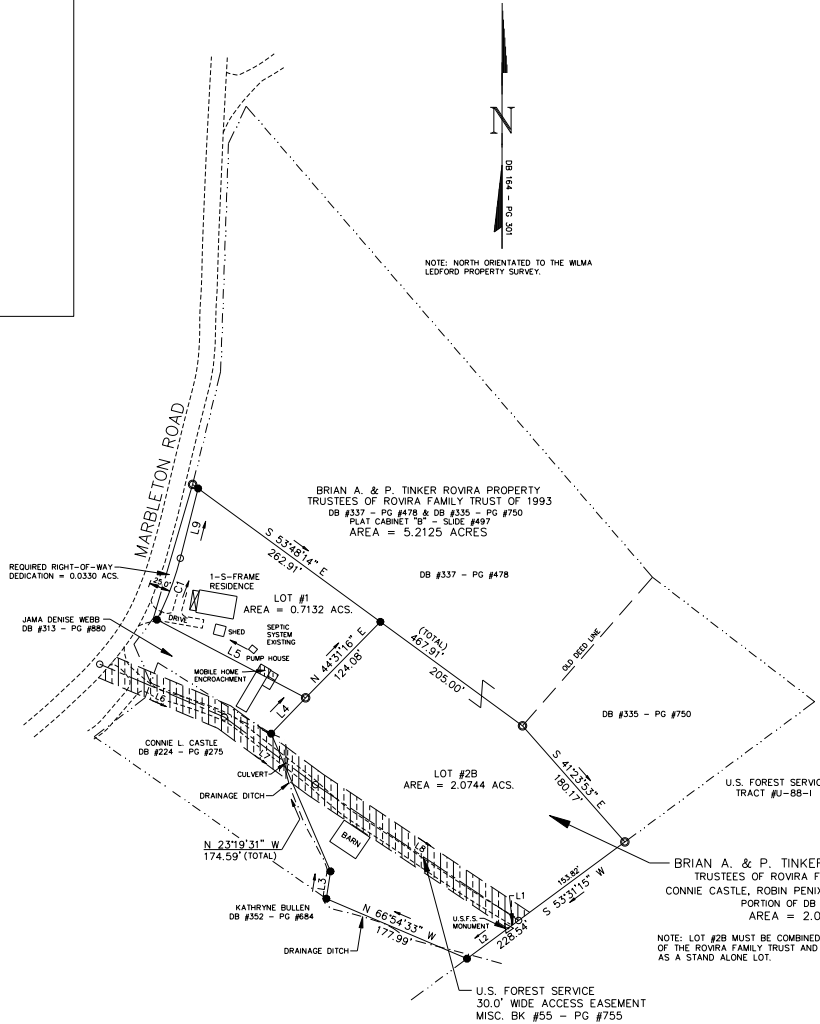 N
DB 164 - PG 301
NOTE: NORTH ORIENTATED TO THE WILMA
LEDFORD PROPERTY SURVEY.
MARBLETON ROAD
BRIAN A. & P. TINKER ROVIRA PROPERTY
TRUSTEES OF ROVIRA FAMILY TRUST OF 1993
DB #337 - PG #478 & DB #335 - PG #750
PLAT CABINET "B" - SLIDE #497
AREA = 5.2125 ACRES
L9
S 53°48'14" E
262.91'
REQUIRED RIGHT-OF-WAY
DEDICATION = 0.0330 ACS.
25.0'
C1
1-S-FRAME
RESIDENCE
DB #337 - PG #478
LOT #1
AREA = 0.7132 ACS.
JAMA DENISE WEBB
DB #313 - PG #880
DRIVE
SHED
SEPTIC
SYSTEM
EXISTING
PUMP HOUSE
L5
MOBILE HOME
ENCROACHMENT
N 44°31'16" E
124.08'
(TOTAL)
467.91'
205.00'
OLD DEED LINE
L4
L6
DB #335 - PG #750
CONNIE L. CASTLE
DB #224 - PG #275
L7
CULVERT
DRAINAGE DITCH
LOT #2B
AREA = 2.0744 ACS.
S 41°23'53" E
180.17'
U.S. FOREST SERVIC
TRACT #U-88-I
BARN
L8
N 23°19'31" W
174.59' (TOTAL)
L3
153.82'
S 53°31'15" W
228.54'
L1
L2
U.S.F.S.
MONUMENT
BRIAN A. & P. TINKER
TRUSTEES OF ROVIRA F
CONNIE CASTLE, ROBIN PENIX
PORTION OF DB
AREA = 2.0
KATHRYNE BULLEN
DB #352 - PG #684
N 66°54'33" W
177.99'
DRAINAGE DITCH
NOTE: LOT #2B MUST BE COMBINED
OF THE ROVIRA FAMILY TRUST AND
AS A STAND ALONE LOT.
U.S. FOREST SERVICE
30.0' WIDE ACCESS EASEMENT
MISC. BK #55 - PG #755